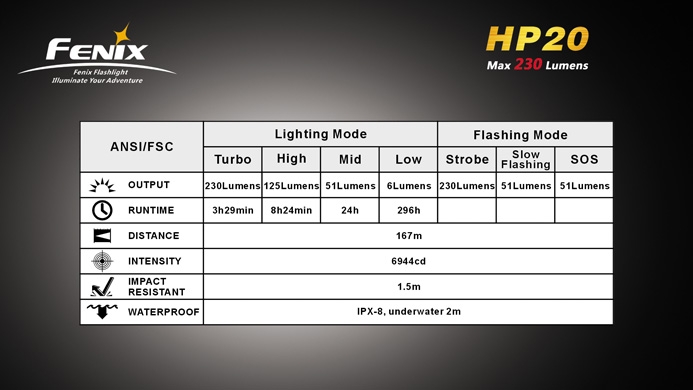 FENIX
Fenix Flashlight
Illuminate Your Adventure
HP20
Max 230 Lumens
ANSI/FSC Lighting Mode Flashing Mode
Turbo High Mid Low Strobe Slow Flashing SOS
OUTPUT 230Lumens 125Lumens 51Lumens 6Lumens 230Lumens 51Lumens 51Lumens
RUNTIME 3h29min 8h24min 24h 296h
DISTANCE 167m
INTENSITY 6944cd
IMPACT RESISTANT 1.5m
WATERPROOF IPX-8, underwater 2m